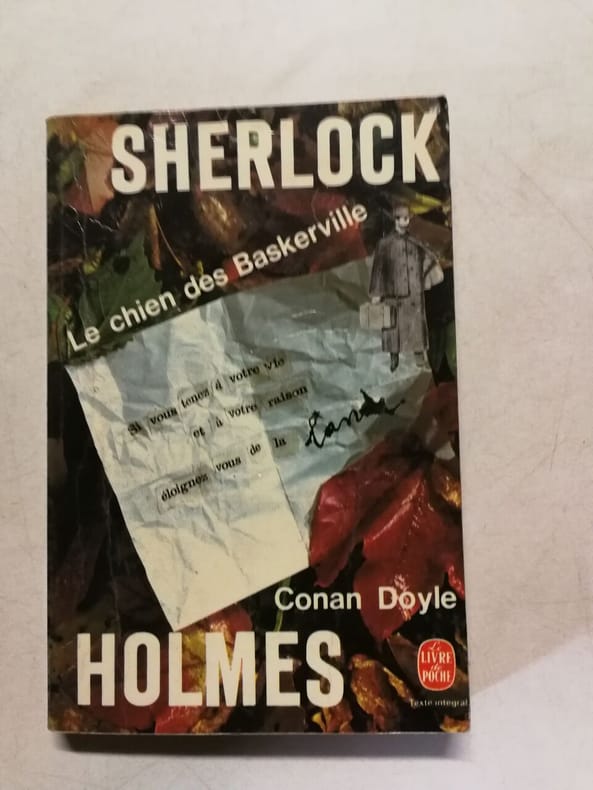 SHERLOCK
Le chien des Baskerville
Si vous tenez à votre vie
et à votre raison
éloignez vous de la
Lande
Conan Doyle
HOLMES
Le
LIVRE
de
POCHE
Texte intégral